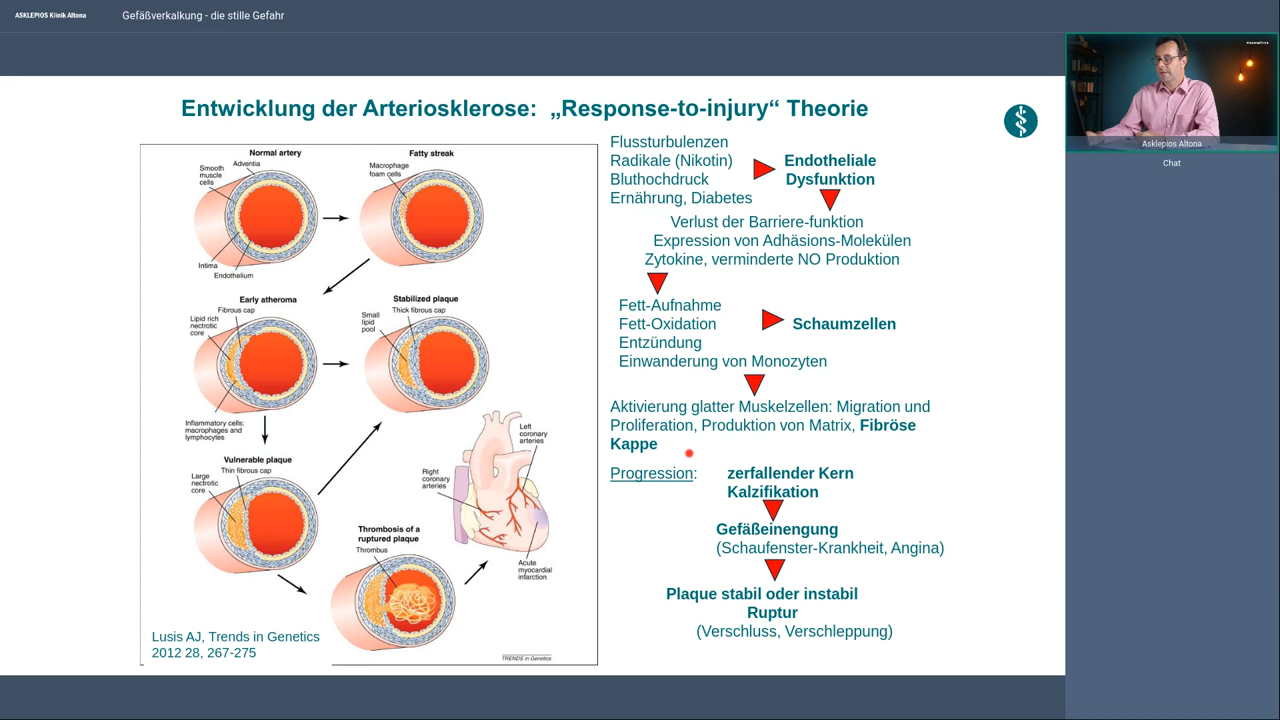 ASKLEPIOS Klinik Altona
Gefäßverkalkung - die stille Gefahr
Entwicklung der Arteriosklerose: „Response-to-injury“ Theorie
Normal artery
Smooth
muscle
cells
Adventia
Intima
Endothelium
Fatty streak
Macrophage
foam cells
Early atheroma
Fibrous cap
Lipid rich
necrotic
core
Inflammatory cells:
macrophages and
lymphocytes
Stabilized plaque
Thick fibrous cap
Small
lipid
pool
Vulnerable plaque
Thin fibrous cap
Large
necrotic
core
Thrombosis of a
ruptured plaque
Thrombus
Left
coronary
arteries
Right
coronary
arteries
Acute
myocardial
infarction
TRENDS in Genetics
Lusis AJ, Trends in Genetics
2012 28, 267-275
Flussturbulenzen
Radikale (Nikotin)
Bluthochdruck
Ernährung, Diabetes
Endotheliale
Dysfunktion
Verlust der Barriere-funktion
Expression von Adhäsions-Molekülen
Zytokine, verminderte NO Produktion
Fett-Aufnahme
Fett-Oxidation
Entzündung
Einwanderung von Monozyten
Schaumzellen
Aktivierung glatter Muskelzellen: Migration und
Proliferation, Produktion von Matrix, Fibröse
Kappe
Progression: zerfallender Kern
Kalzifikation
Gefäßeinengung
(Schaufenster-Krankheit, Angina)
Plaque stabil oder instabil
Ruptur
(Verschluss, Verschleppung)
Asklepios Altona
Chat